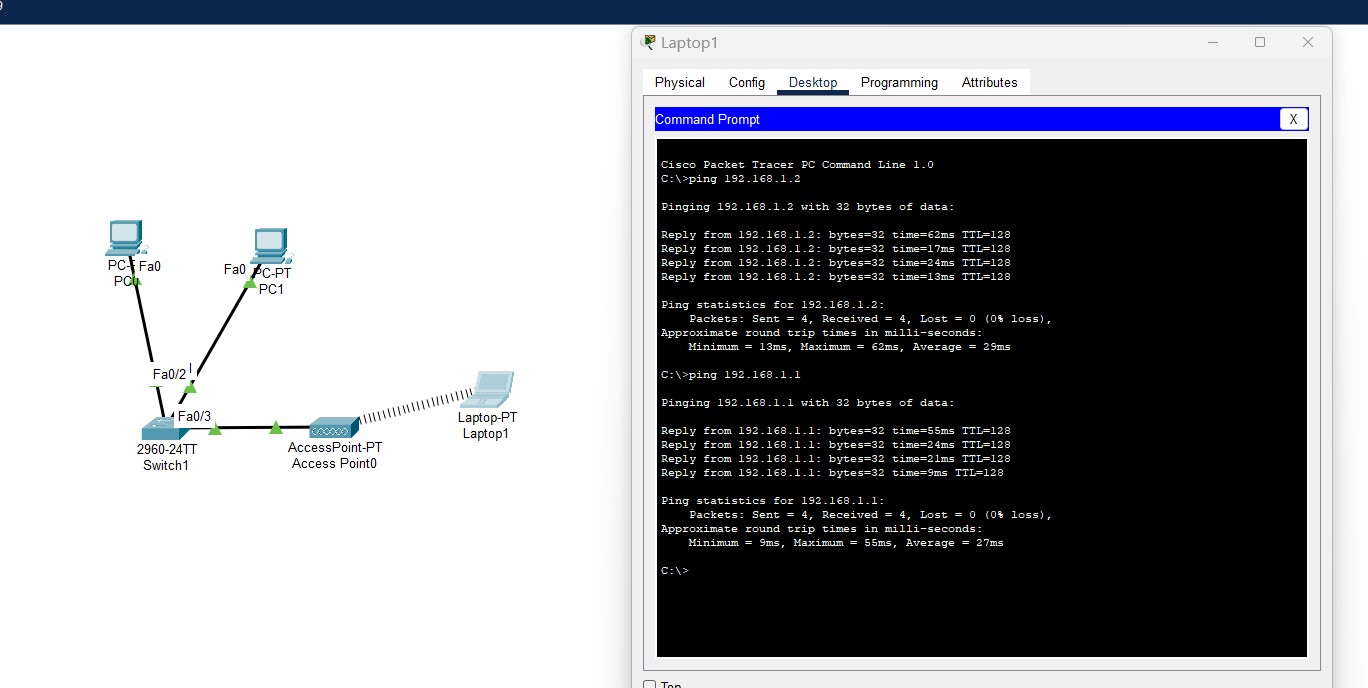 9
PC-
Fa0
PC0
Fa0
PC-PT
PC1
Fa0/2
Fa0/3
2960-24TT
Switch1
AccessPoint-PT
Access Point0
Laptop-PT
Laptop1
Laptop1
Physical Config Desktop Programming Attributes
Command Prompt X
Cisco Packet Tracer PC Command Line 1.0
C:\>ping 192.168.1.2
Pinging 192.168.1.2 with 32 bytes of data:
Reply from 192.168.1.2: bytes=32 time=62ms TTL=128
Reply from 192.168.1.2: bytes=32 time=17ms TTL=128
Reply from 192.168.1.2: bytes=32 time=24ms TTL=128
Reply from 192.168.1.2: bytes=32 time=13ms TTL=128
Ping statistics for 192.168.1.2:
Packets: Sent = 4, Received = 4, Lost = 0 (0% loss),
Approximate round trip times in milli-seconds:
Minimum = 13ms, Maximum = 62ms, Average = 29ms
C:\>ping 192.168.1.1
Pinging 192.168.1.1 with 32 bytes of data:
Reply from 192.168.1.1: bytes=32 time=55ms TTL=128
Reply from 192.168.1.1: bytes=32 time=24ms TTL=128
Reply from 192.168.1.1: bytes=32 time=21ms TTL=128
Reply from 192.168.1.1: bytes=32 time=9ms TTL=128
Ping statistics for 192.168.1.1:
Packets: Sent = 4, Received = 4, Lost = 0 (0% loss),
Approximate round trip times in milli-seconds:
Minimum = 9ms, Maximum = 55ms, Average = 27ms
C:\>
Top